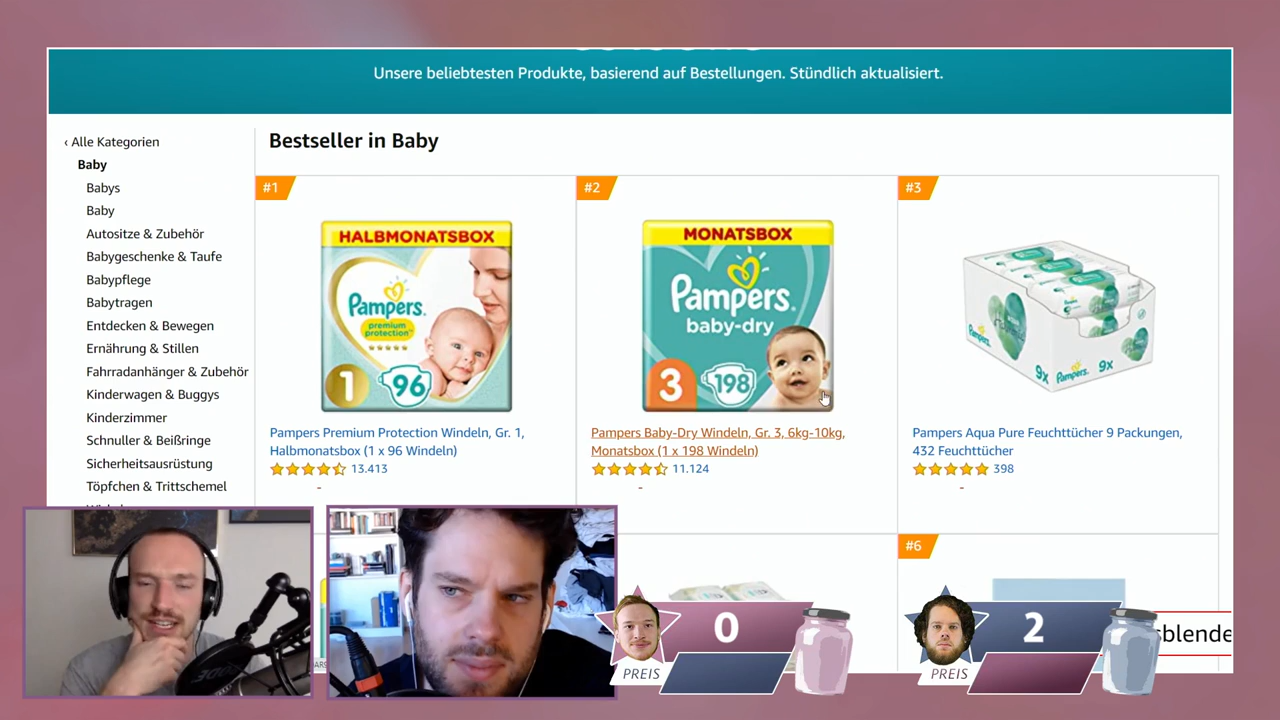 Unsere beliebtesten Produkte, basierend auf Bestellungen. Stündlich aktualisiert.
‹ Alle Kategorien
Baby
Babys
Baby
Autositze & Zubehör
Babygeschenke & Taufe
Babypflege
Babytragen
Entdecken & Bewegen
Ernährung & Stillen
Fahrradanhänger & Zubehör
Kinderwagen & Buggys
Kinderzimmer
Schnuller & Beißringe
Sicherheitsausrüstung
Töpfchen & Trittschemel
Bestseller in Baby
#1
HALBMONATSBOX
Pampers
premium
protection
1
96
Pampers Premium Protection Windeln, Gr. 1,
Halbmonatsbox (1 x 96 Windeln)
13.413
#2
MONATSBOX
Pampers
baby-dry
3
198
Pampers Baby-Dry Windeln, Gr. 3, 6kg-10kg,
Monatsbox (1 x 198 Windeln)
11.124
#3
9x Pampers 9x
Pampers Aqua Pure Feuchttücher 9 Packungen,
432 Feuchttücher
398
#6
sblende
0
PREIS
2
PREIS